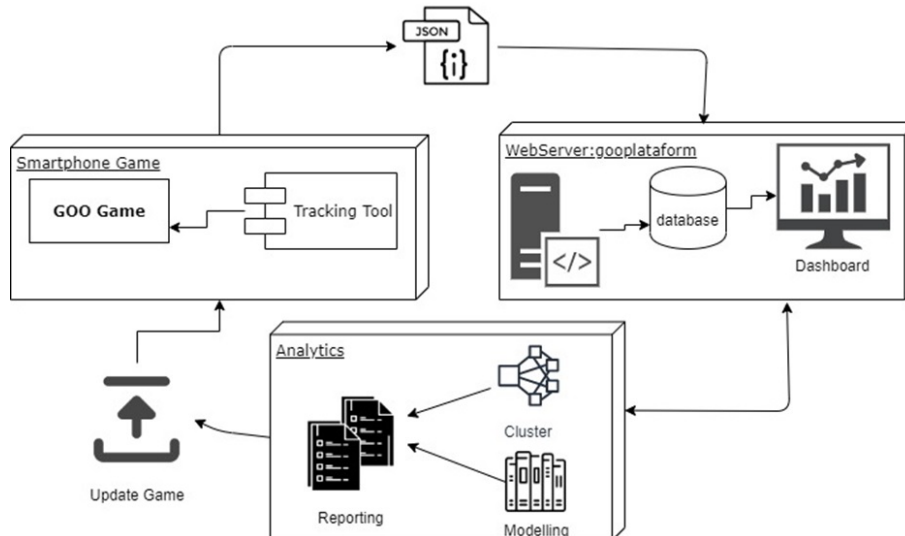 JSON
{i}
Smartphone Game
GOO Game
Tracking Tool
WebServer:gooplataform
</>
database
Dashboard
Analytics
Cluster
Reporting
Modelling
Update Game